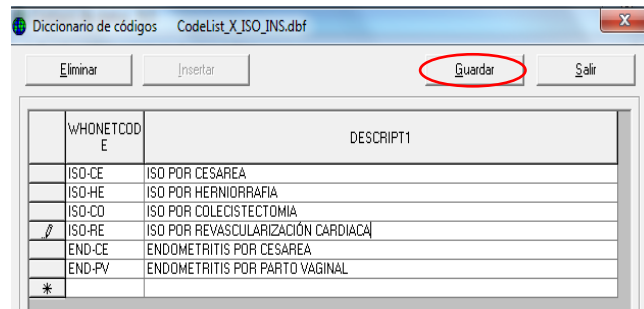 Diccionario de códigos CodeList_X_ISO_INS.dbf X
Eliminar Insertar Guardar Salir
WHONETCOD
E DESCRIPT1
ISO-CE ISO POR CESAREA
ISO-HE ISO POR HERNIORRAFIA
ISO-CO ISO POR COLECISTECTOMIA
ISO-RE ISO POR REVASCULARIZACIÓN CARDIACA
END-CE ENDOMETRITIS POR CESAREA
END-PV ENDOMETRITIS POR PARTO VAGINAL